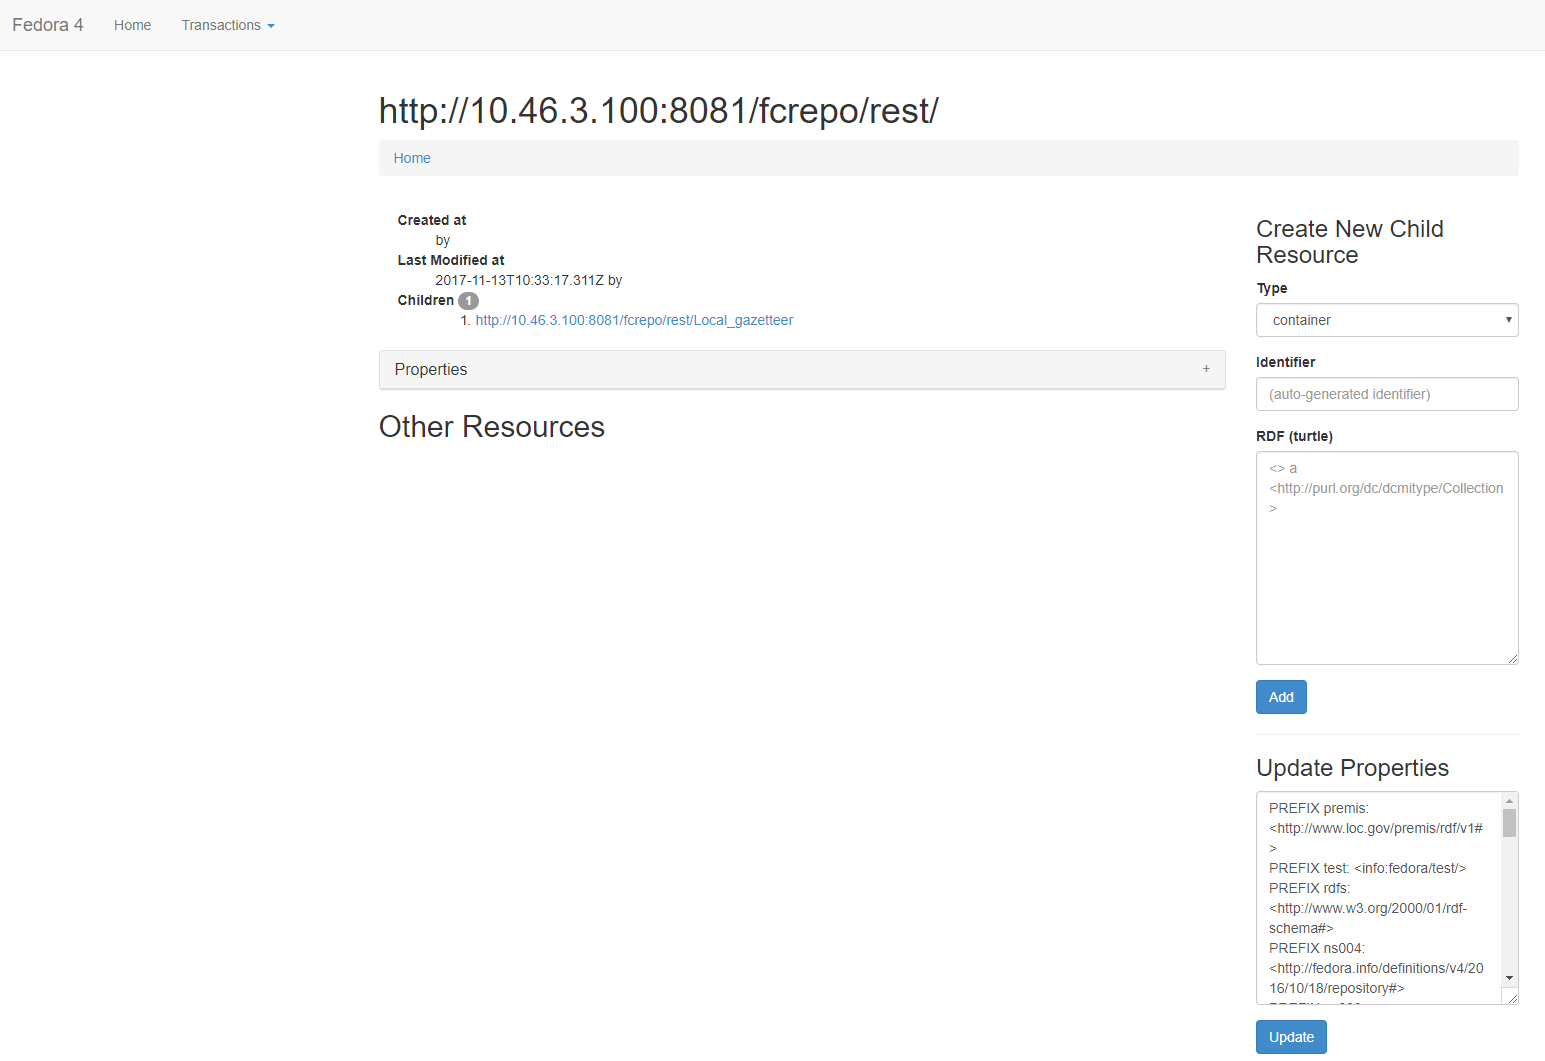 Fedora 4 Home Transactions
http://10.46.3.100:8081/fcrepo/rest/
Home
Created at
by
Last Modified at
2017-11-13T10:33:17.311Z by
Children 1
1. http://10.46.3.100:8081/fcrepo/rest/Local_gazetteer
Properties +
Other Resources
Create New Child
Resource
Type
container
Identifier
(auto-generated identifier)
RDF (turtle)
<> a
<http://purl.org/dc/dcmitype/Collection
>
Add
Update Properties
PREFIX premis:
<http://www.loc.gov/premis/rdf/v1#
>
PREFIX test: <info:fedora/test/>
PREFIX rdfs:
<http://www.w3.org/2000/01/rdf-
schema#>
PREFIX ns004:
<http://fedora.info/definitions/v4/20
16/10/18/repository#>
Update